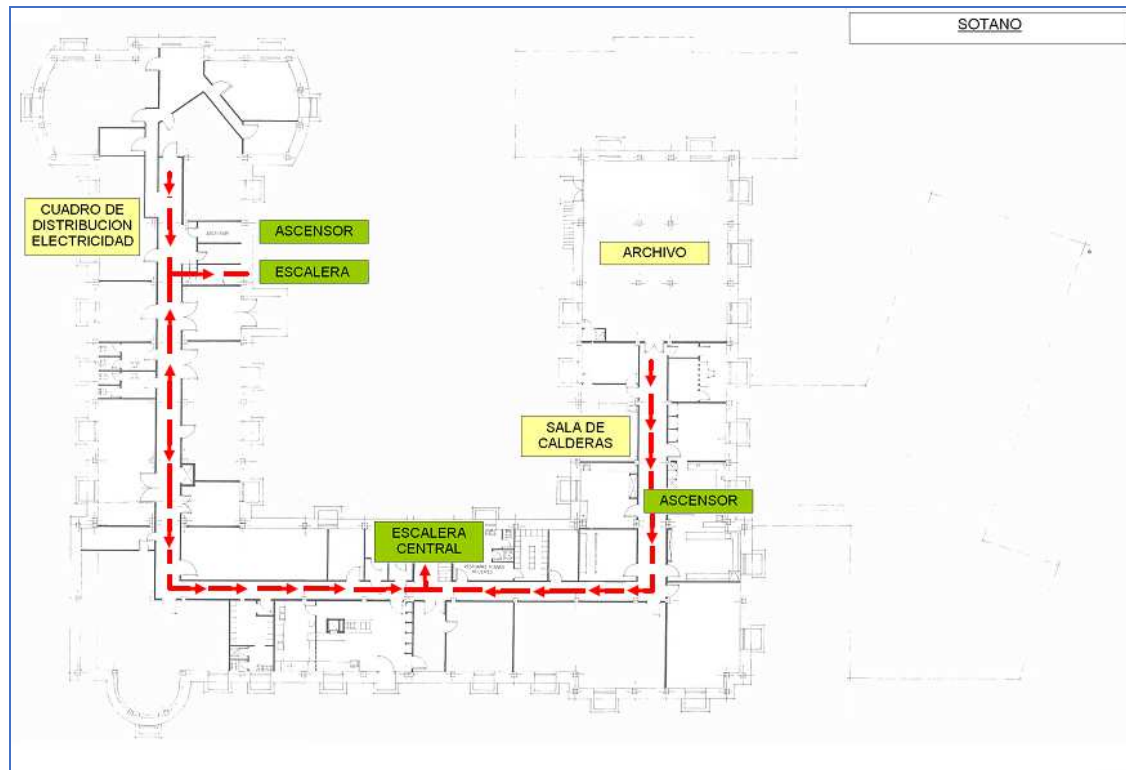 SOTANO
CUADRO DE
DISTRIBUCION
ELECTRICIDAD
ASCENSOR
ESCALERA
ARCHIVO
SALA DE
CALDERAS
ASCENSOR
ESCALERA
CENTRAL